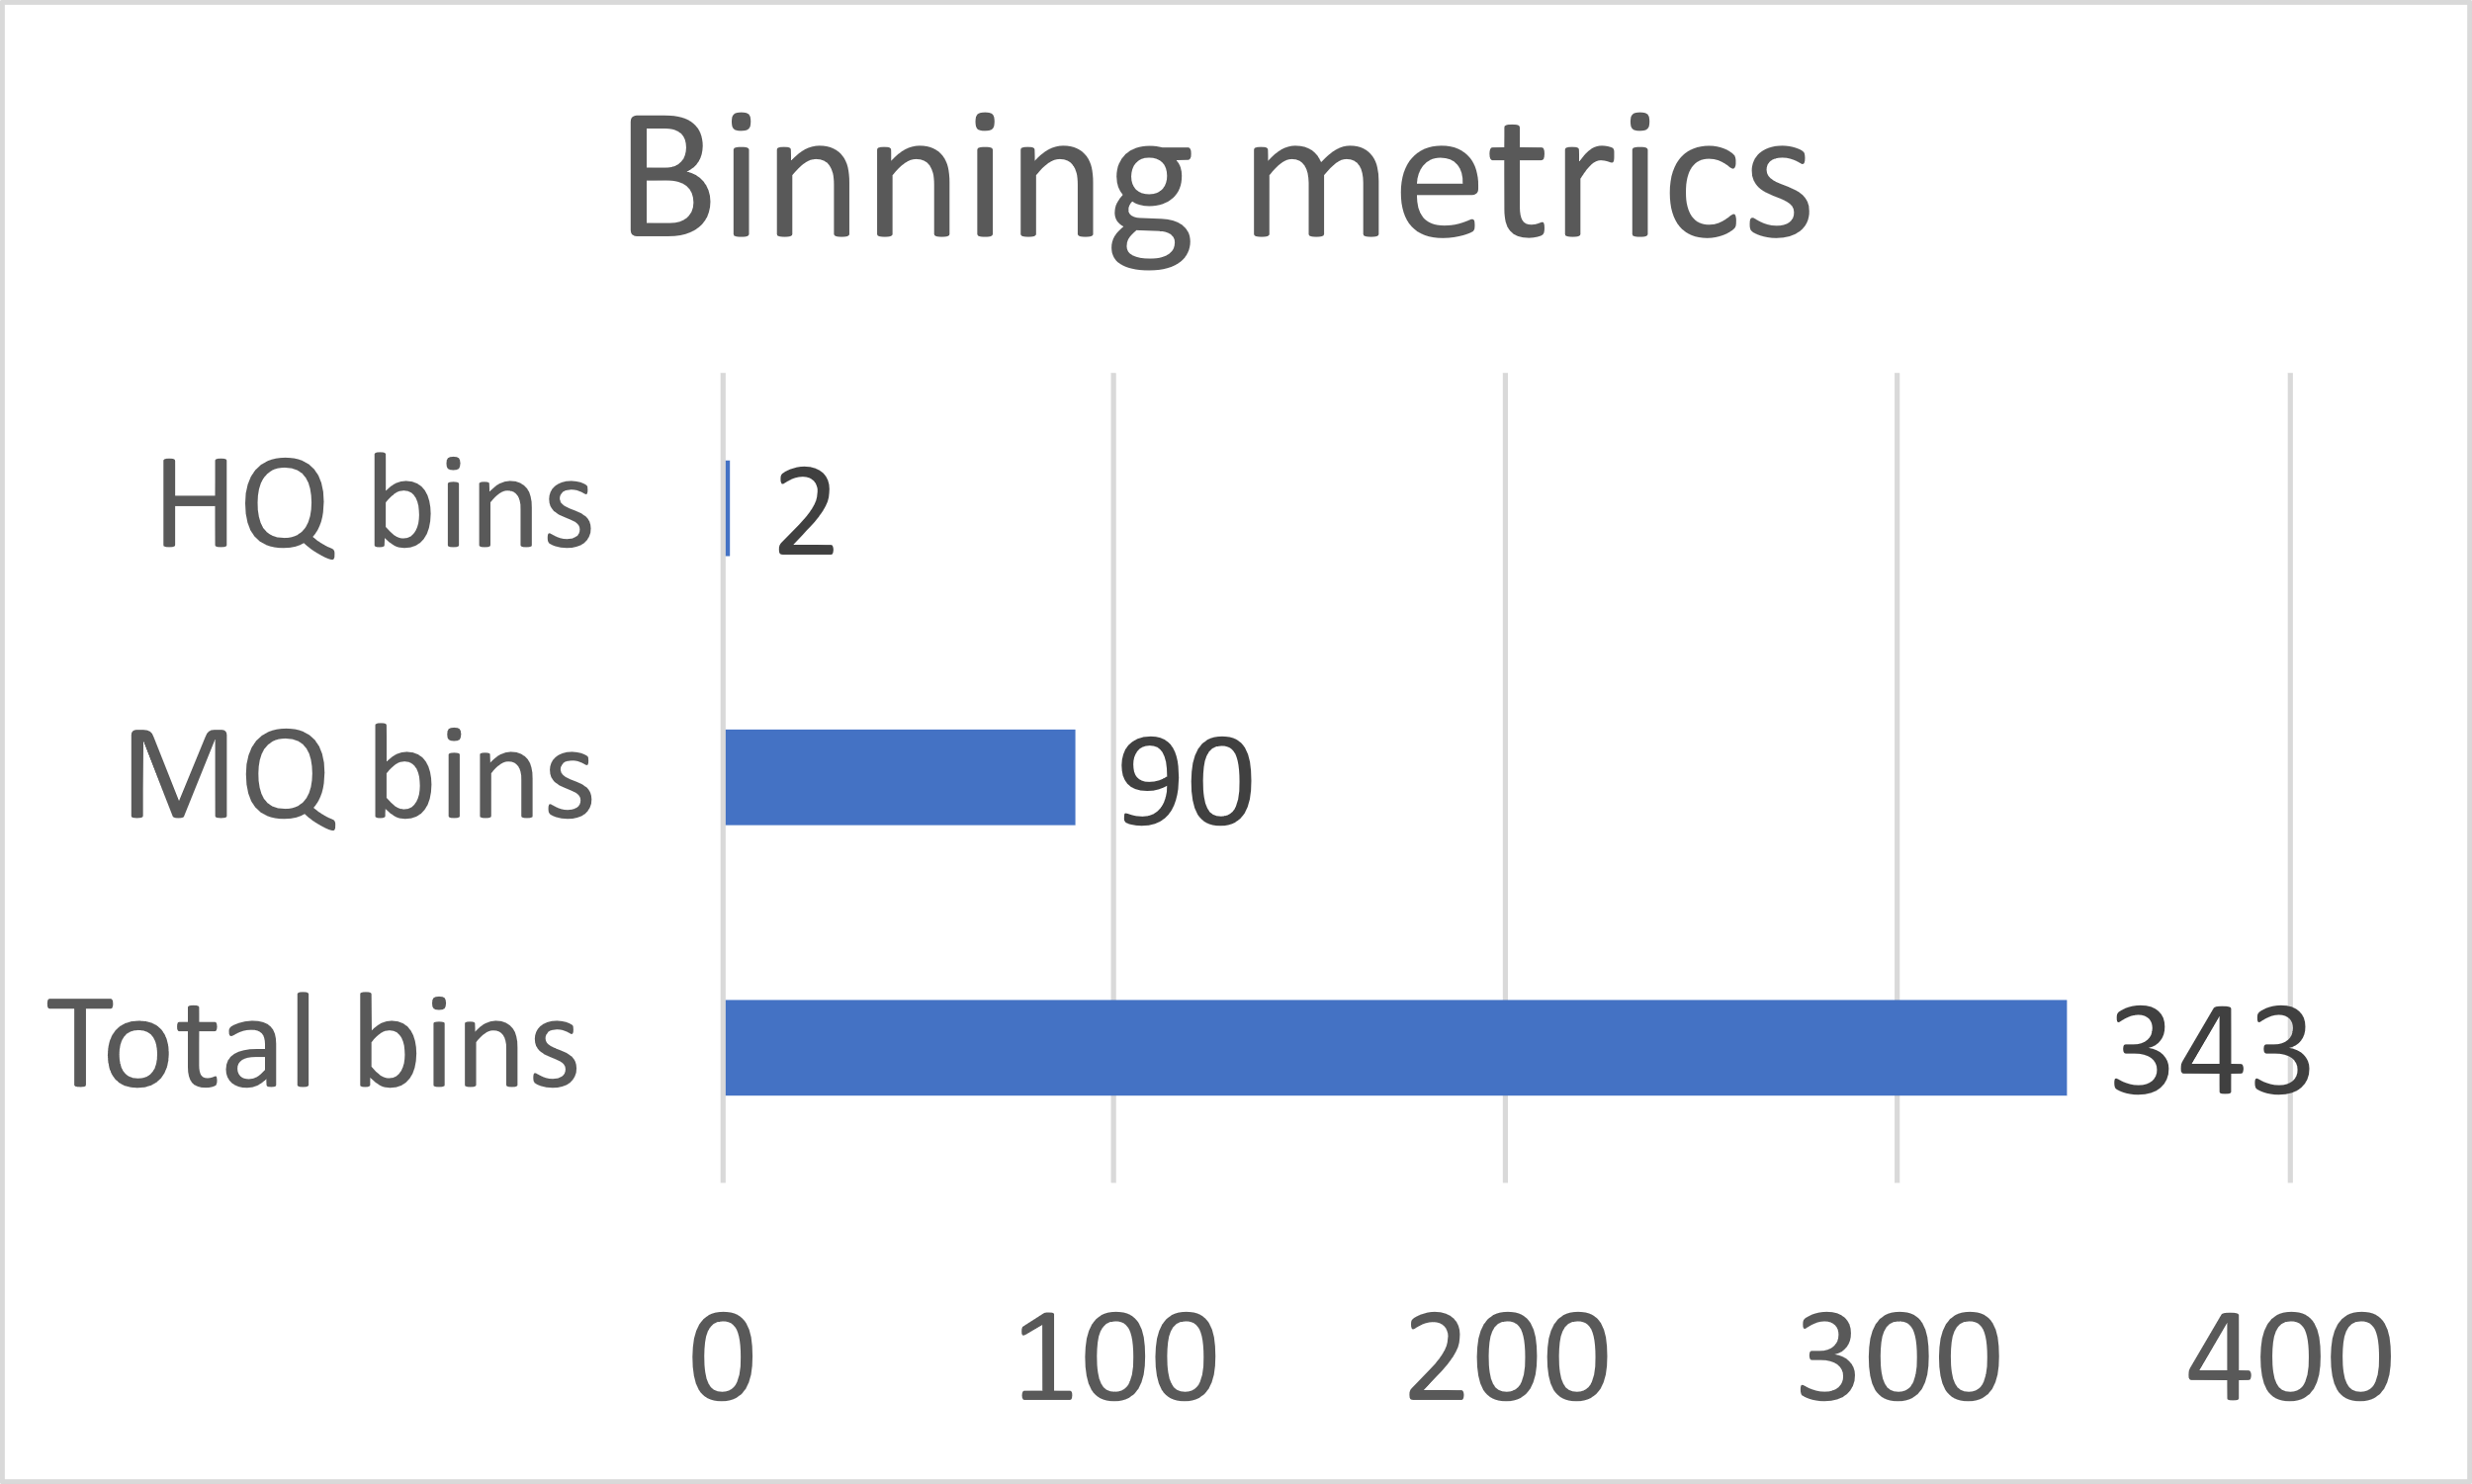 Binning metrics
HQ bins 2
MQ bins 90
Total bins 343
0 100 200 300 400